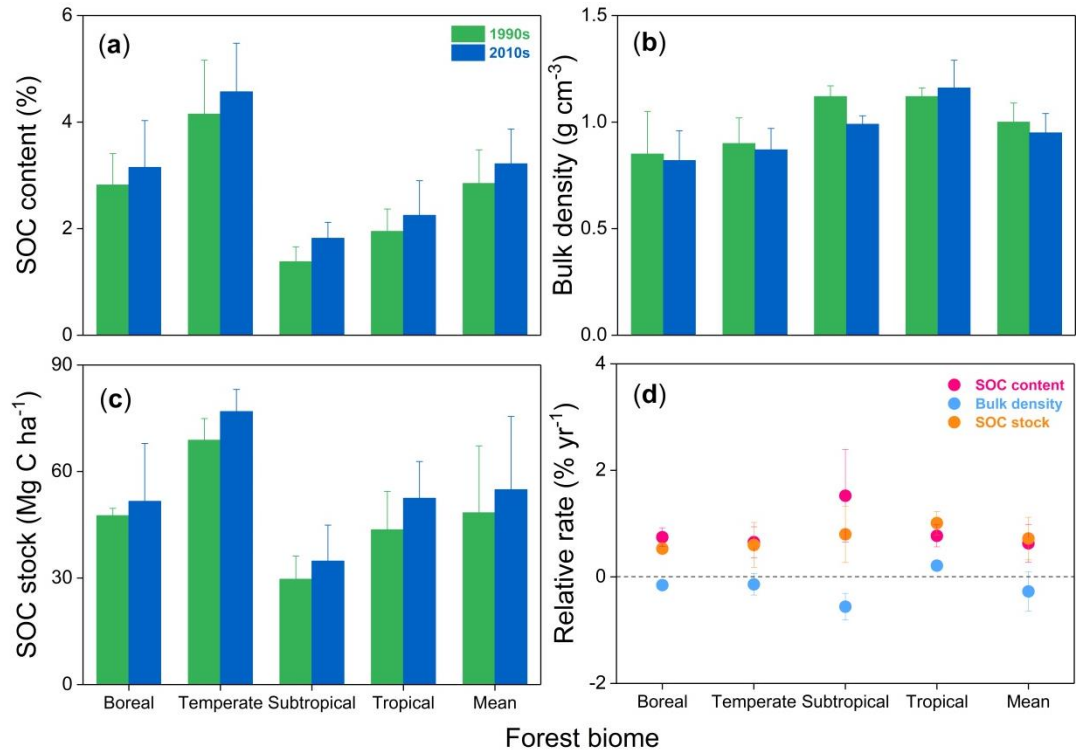 (a)
1990s
2010s
SOC content (%)
6
4
2
0
(b)
Bulk density (g cm-3)
1.5
1.0
0.5
0.0
(c)
SOC stock (Mg C ha-1)
90
60
30
0
Boreal Temperate Subtropical Tropical Mean
(d)
SOC content
Bulk density
SOC stock
Relative rate (% yr-1)
4
2
0
-2
Boreal Temperate Subtropical Tropical Mean
Forest biome